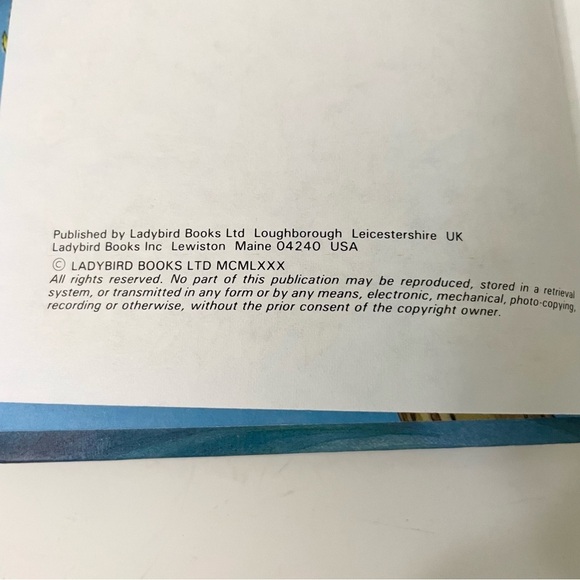 Published by Ladybird Books Ltd Loughborough Leicestershire UK
Ladybird Books Inc Lewiston Maine 04240 USA
© LADYBIRD BOOKS LTD MCMLXXX
All rights reserved. No part of this publication may be reproduced, stored in a retrieval
system, or transmitted in any form or by any means, electronic, mechanical, photo-copying,
recording or otherwise, without the prior consent of the copyright owner.